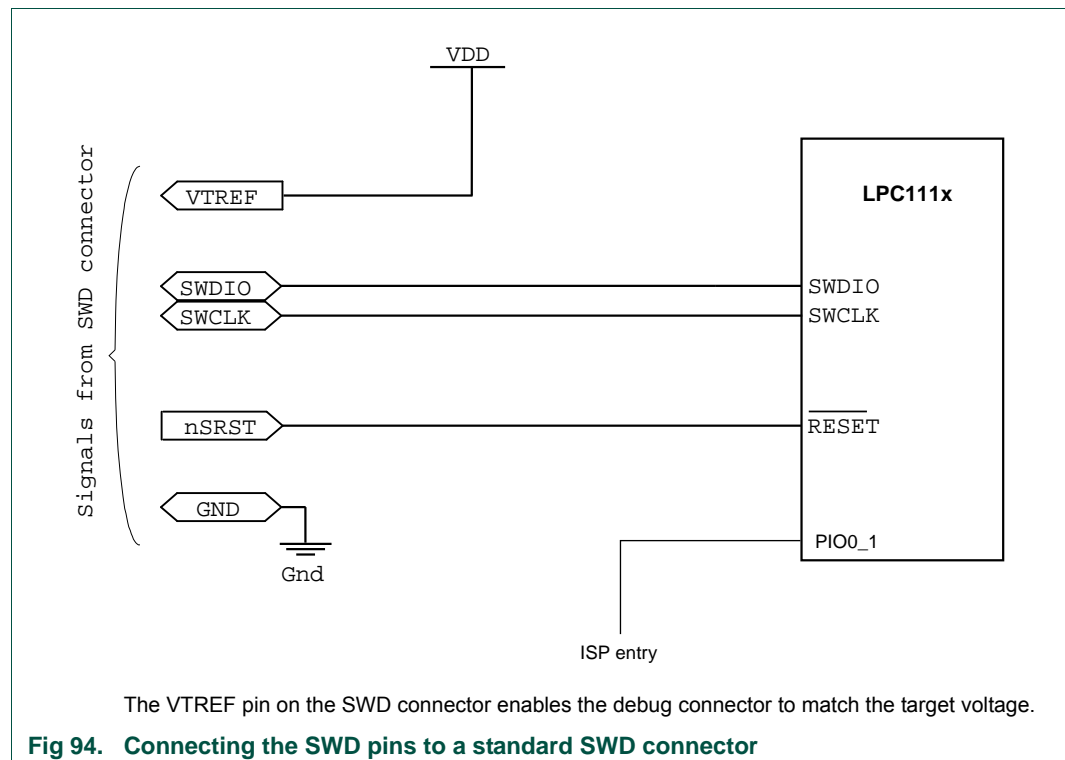 VDD
Signals from SWD connector
VTREF
LPC111x
SWDIO
SWDIO
SWCLK
SWCLK
nSRST
RESET
GND
PIO0_1
Gnd
ISP entry
The VTREF pin on the SWD connector enables the debug connector to match the target voltage.
Fig 94. Connecting the SWD pins to a standard SWD connector